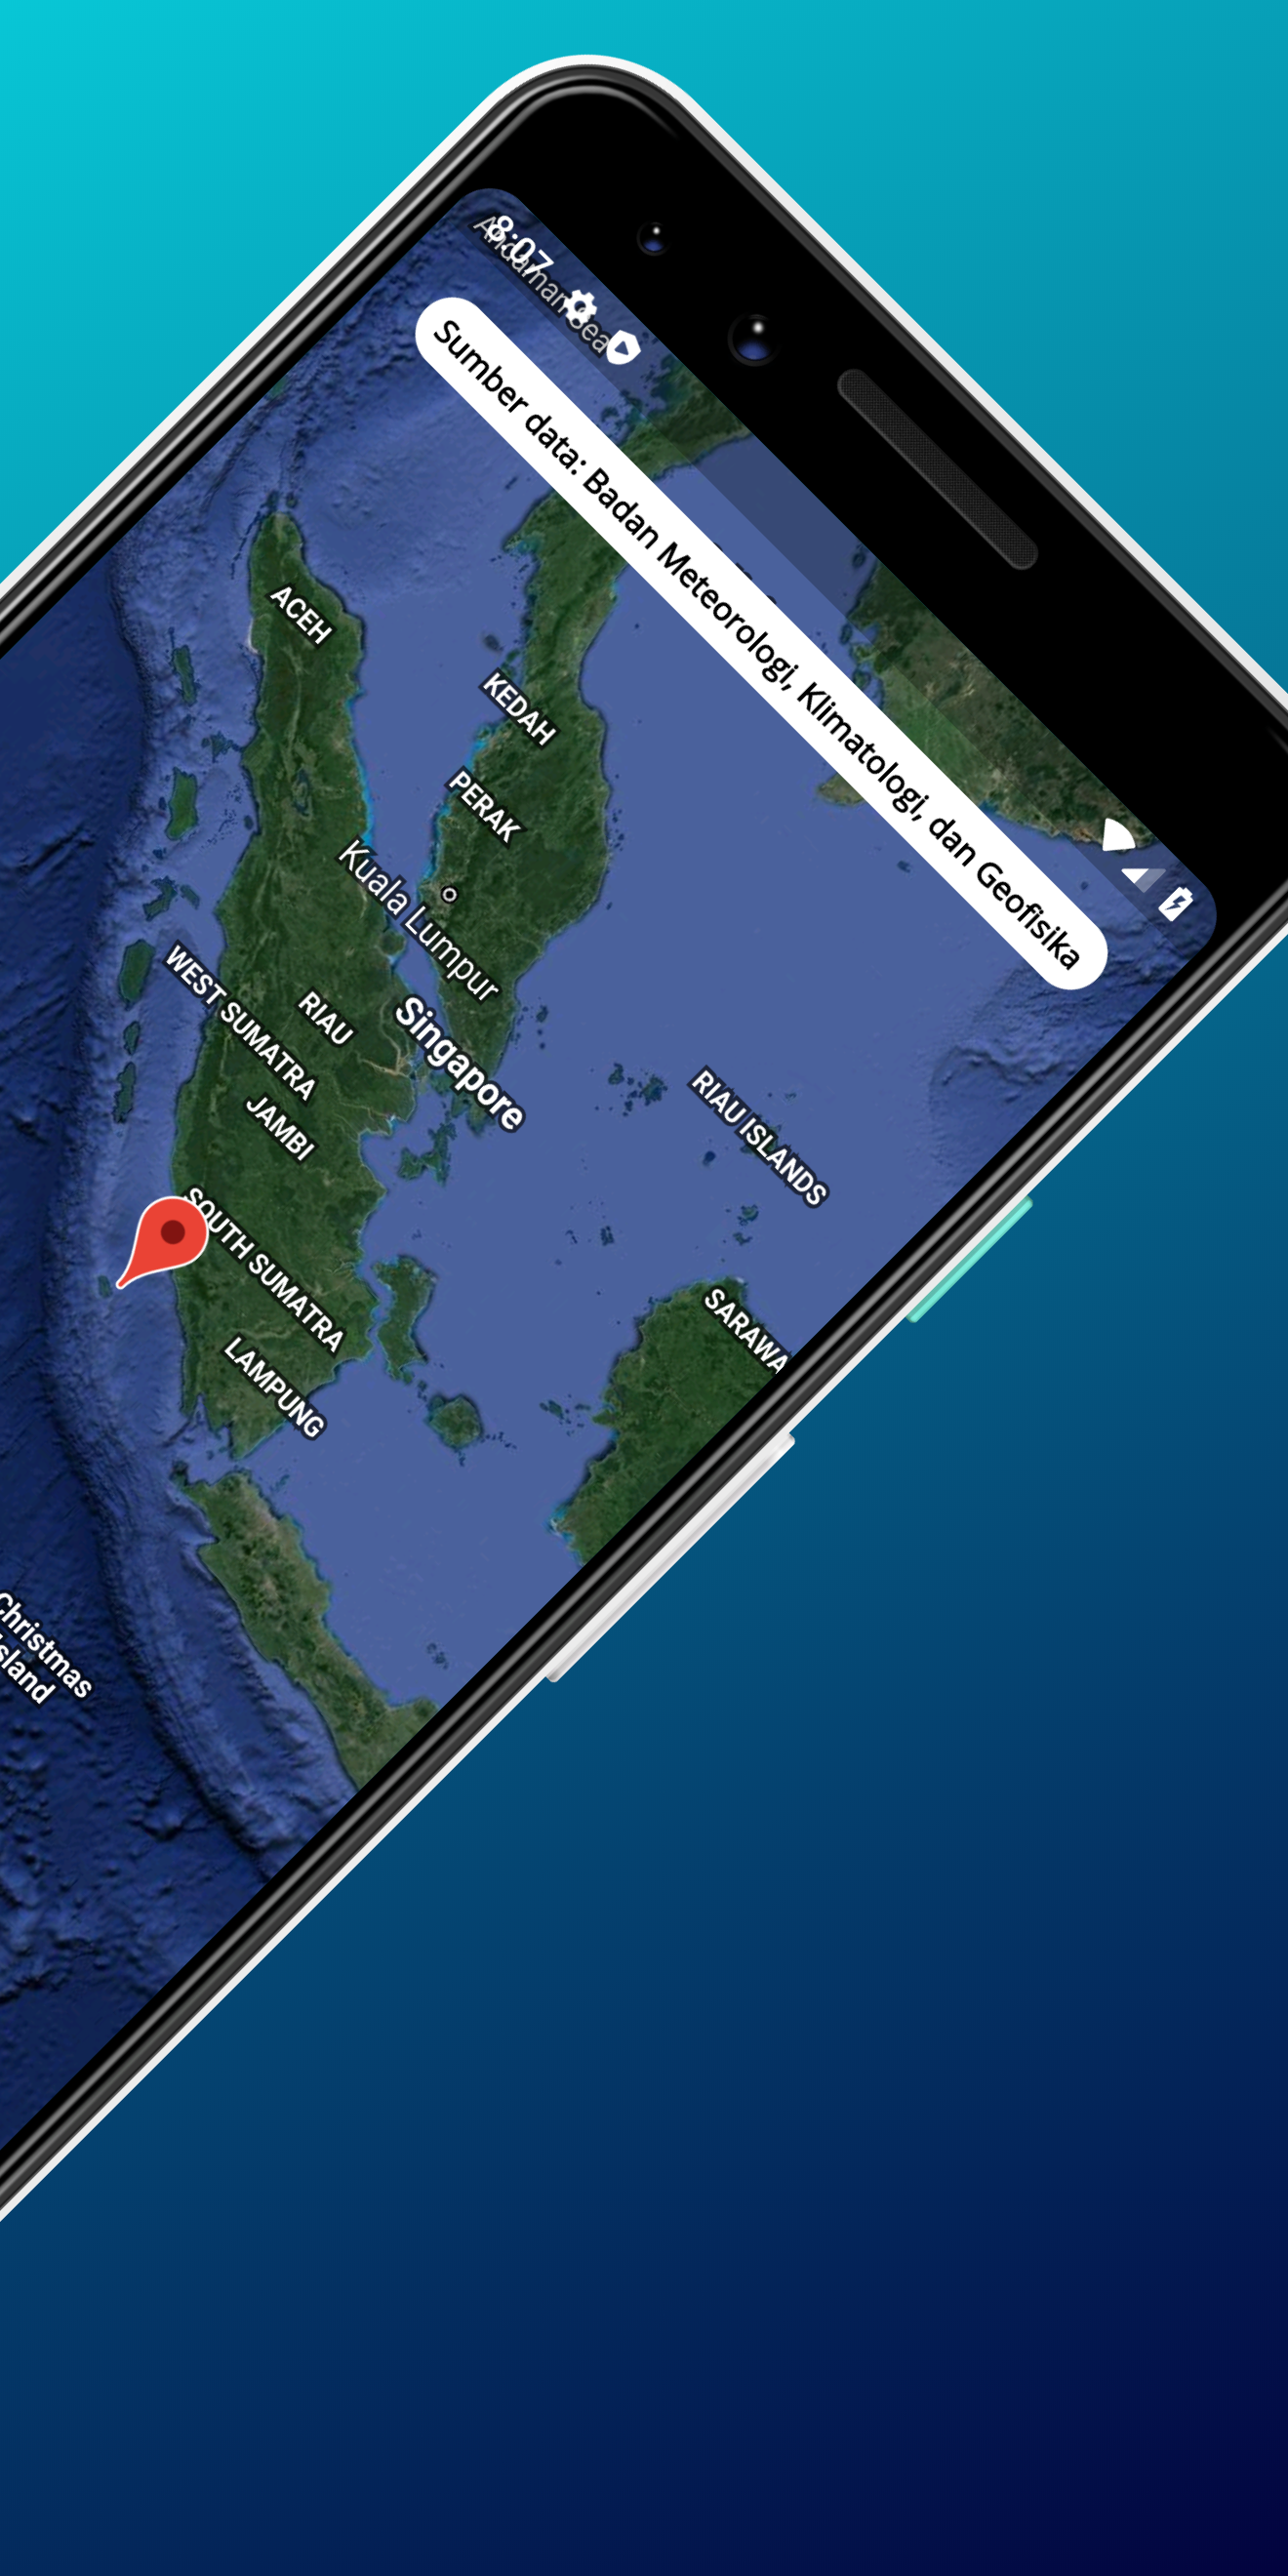 8:07
Andaman Sea
Sumber data: Badan Meteorologi, Klimatologi, dan Geofisika
ACEH
KEDAH
PERAK
Kuala Lumpur
WEST SUMATRA
RIAU
Singapore
JAMBI
RIAU ISLANDS
SOUTH SUMATRA
LAMPUNG
SARAWA
Christmas
Island